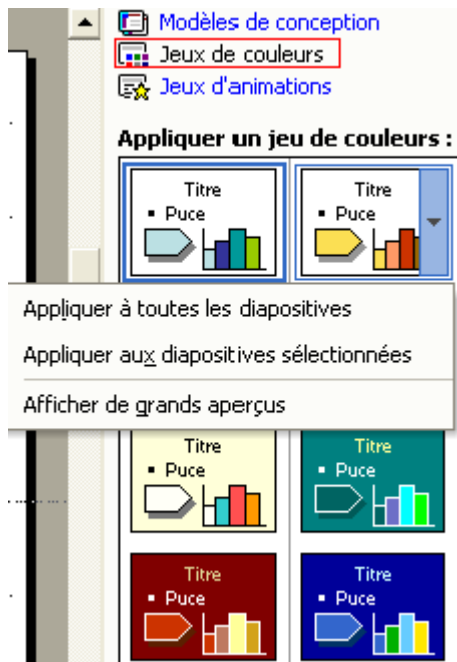 Modèles de conception
Jeux de couleurs
Jeux d'animations
Appliquer un jeu de couleurs :
Titre
Titre
▪ Puce
▪ Puce
Appliquer à toutes les diapositives
Appliquer aux diapositives sélectionnées
Afficher de grands aperçus
Titre
Titre
▪ Puce
▪ Puce
Titre
Titre
▪ Puce
▪ Puce